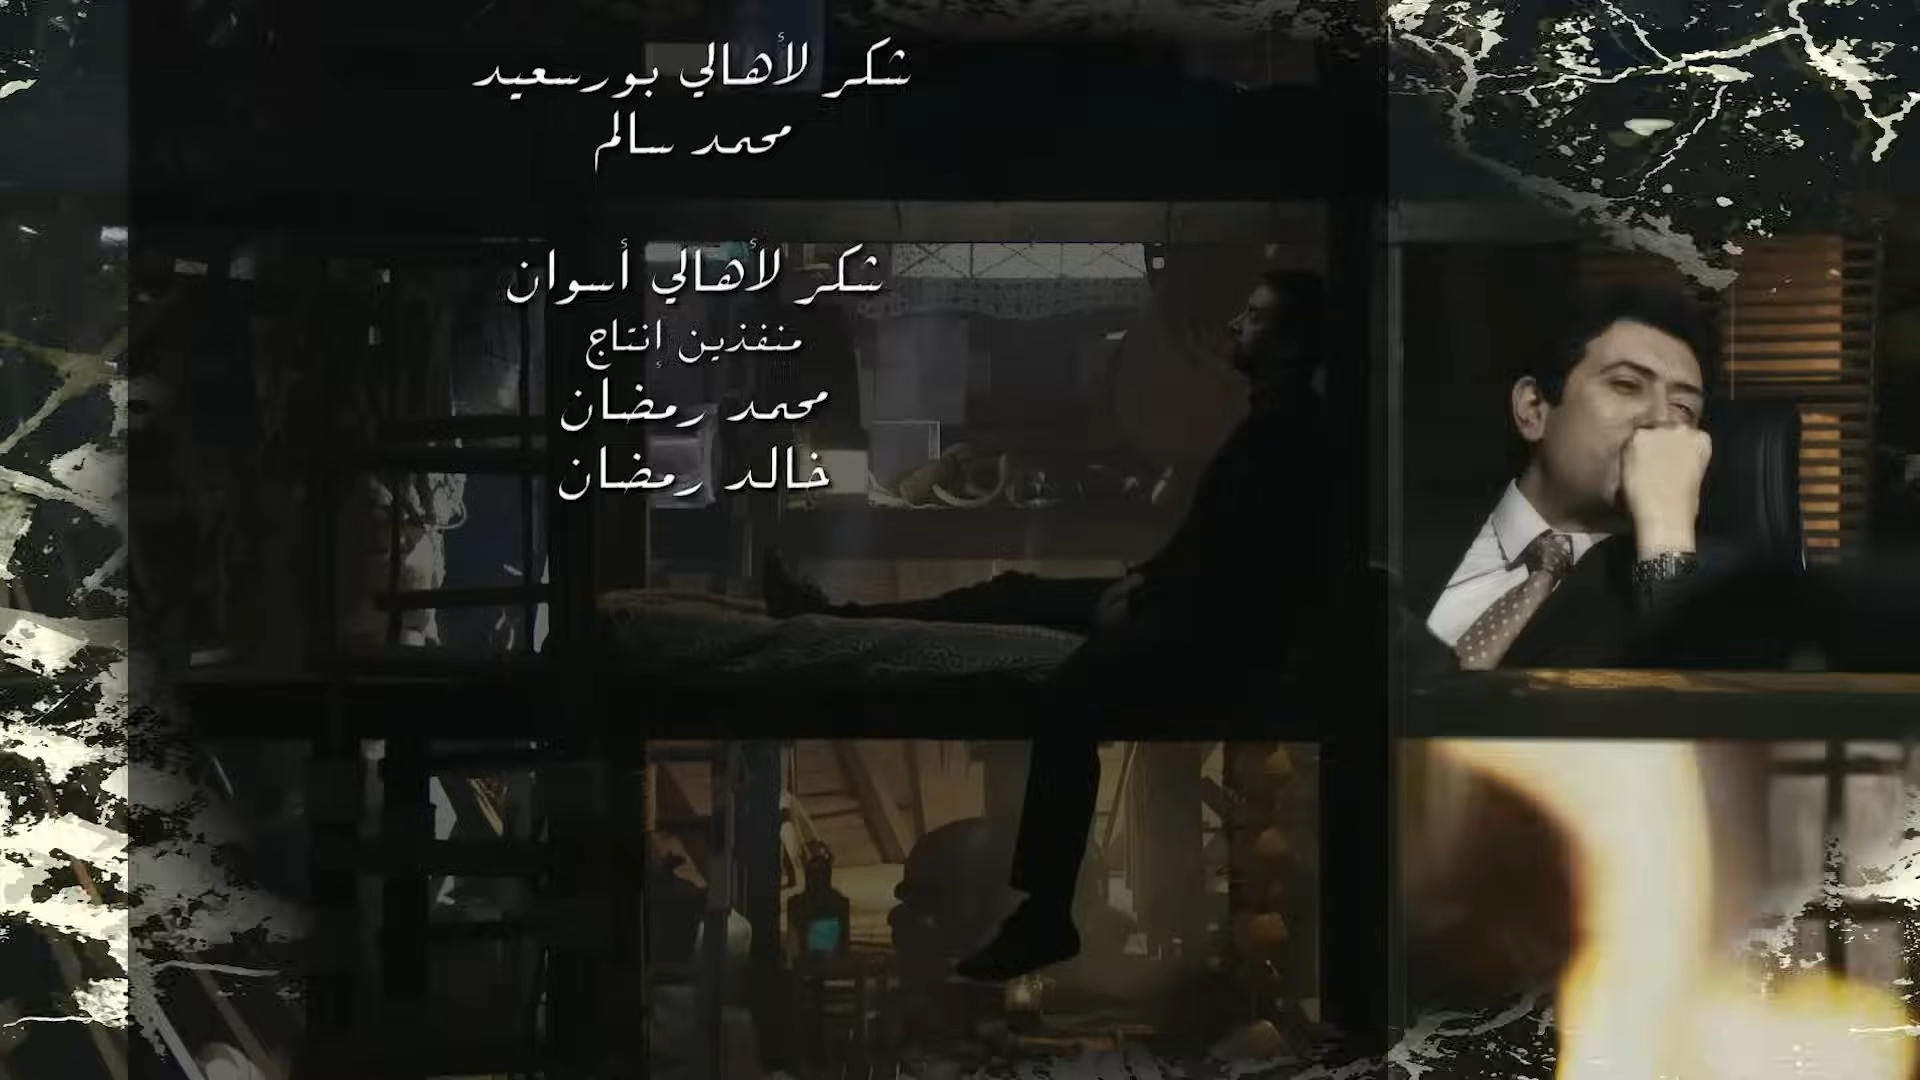 شكر لأهالي بورسعيد
محمد سالم
شكر لأهالي أسوان
منفذين إنتاج
محمد رمضان
خالد رمضان